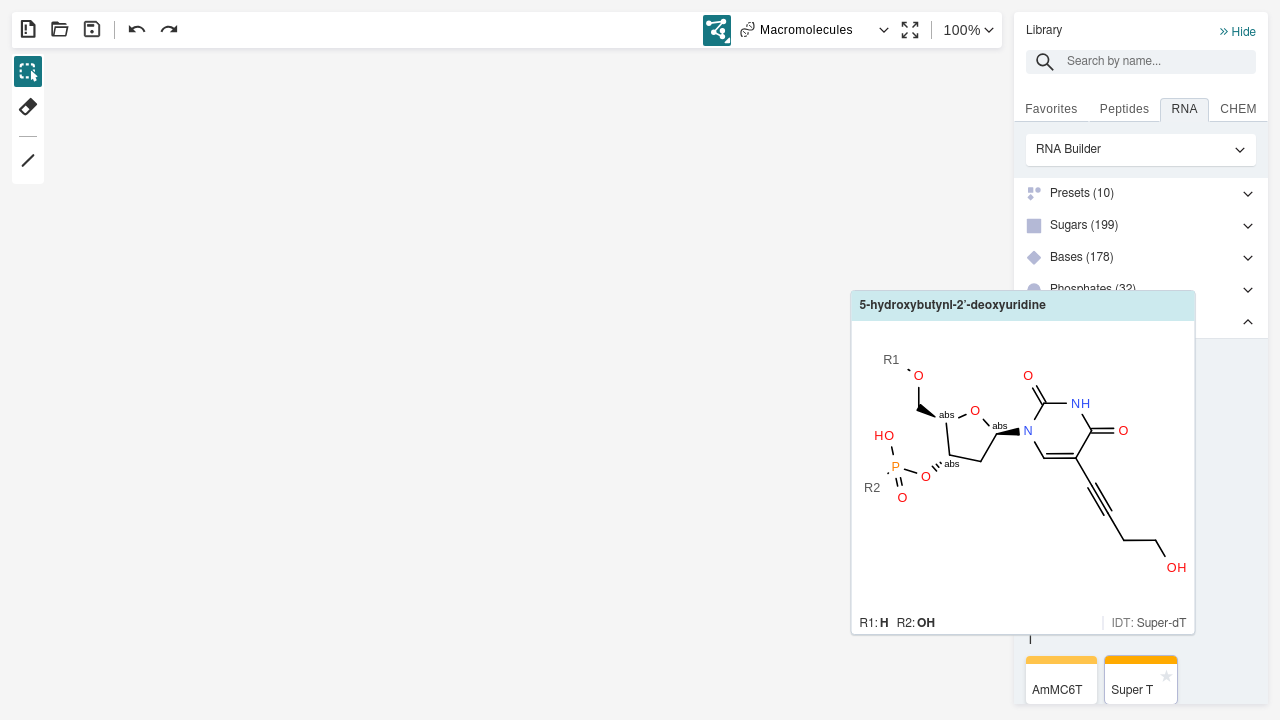 Macromolecules
100%
Library
Hide
Search by name...
Favorites
Peptides
RNA
CHEM
RNA Builder
Presets (10)
Sugars (199)
Bases (178)
Phosphates (32)
5-hydroxybutynl-2'-deoxyuridine
R1
O
O
abs
O
NH
abs
HO
N
O
abs
P
O
R2
O
OH
R1: H R2: OH
IDT: Super-dT
T
AmMC6T
Super T